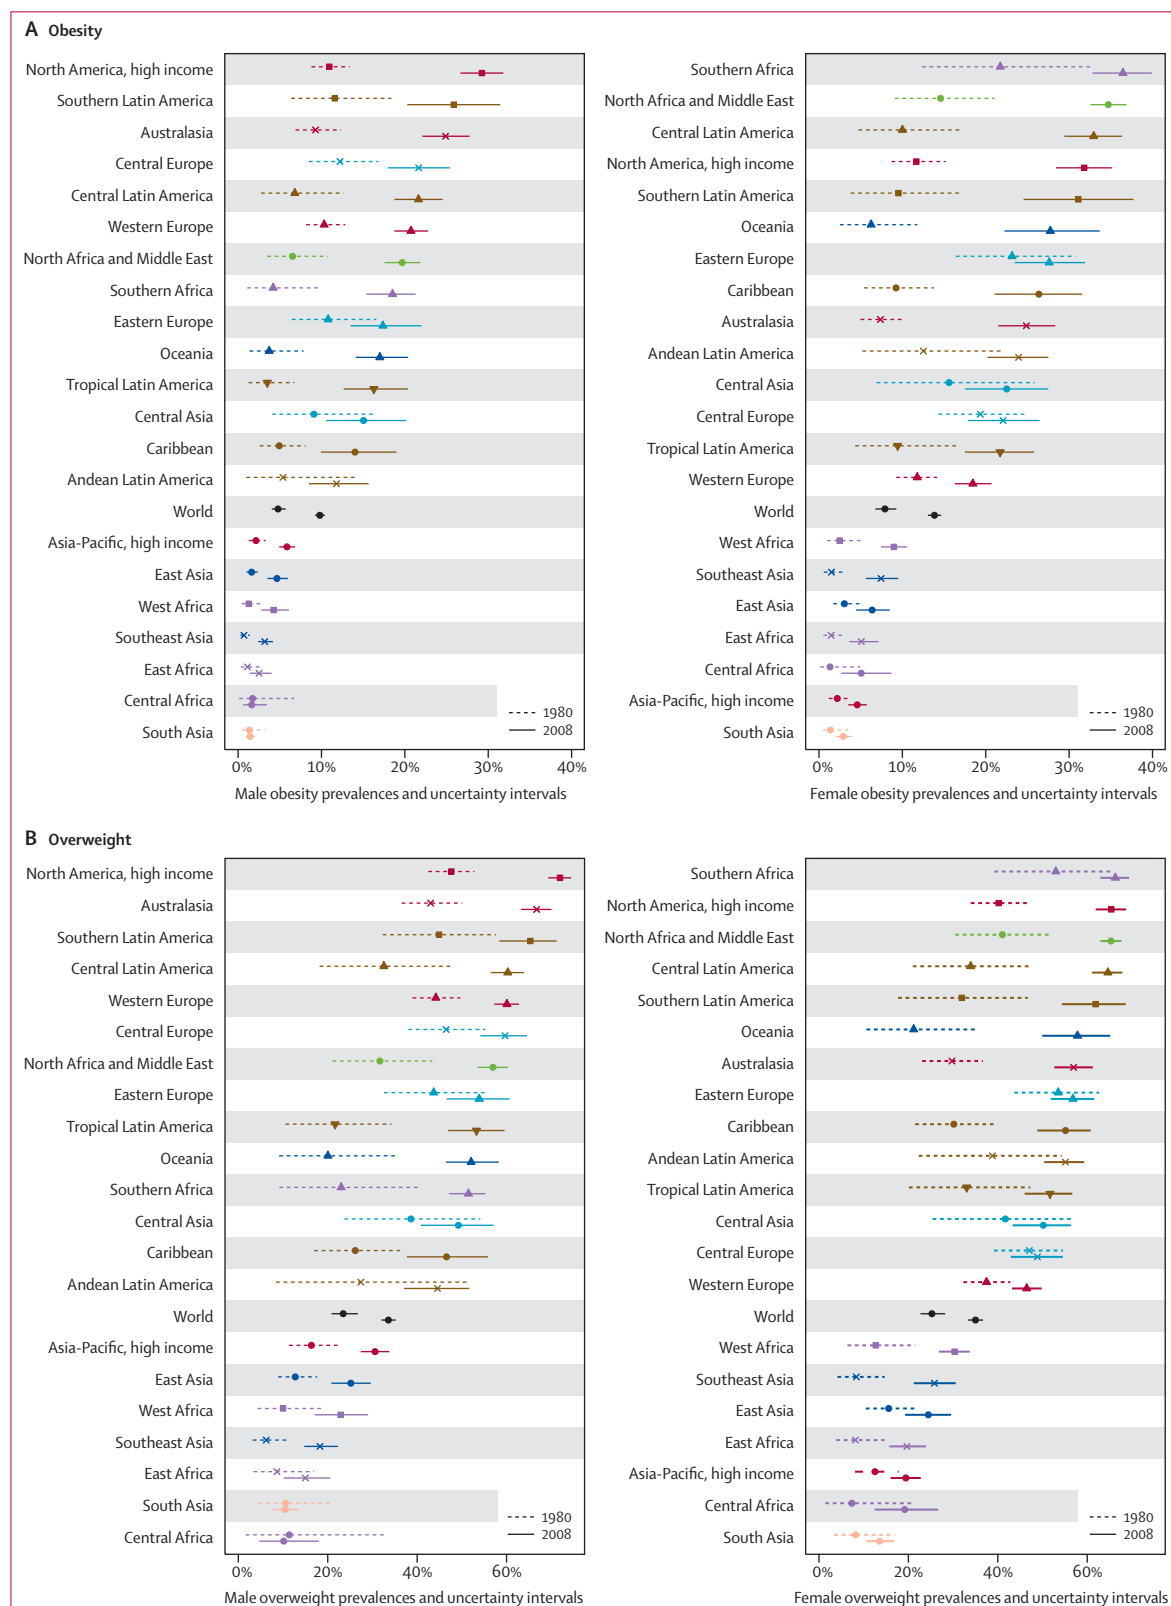 A Obesity
North America, high income
Southern Latin America
Australasia
Central Europe
Central Latin America
Western Europe
North Africa and Middle East
Southern Africa
Eastern Europe
Oceania
Tropical Latin America
Central Asia
Caribbean
Andean Latin America
World
Asia-Pacific, high income
East Asia
West Africa
Southeast Asia
East Africa
Central Africa
South Asia
1980
2008
0% 10% 20% 30% 40%
Male obesity prevalences and uncertainty intervals
Southern Africa
North Africa and Middle East
Central Latin America
North America, high income
Southern Latin America
Oceania
Eastern Europe
Caribbean
Australasia
Andean Latin America
Central Asia
Central Europe
Tropical Latin America
Western Europe
World
West Africa
Southeast Asia
East Asia
East Africa
Central Africa
Asia-Pacific, high income
South Asia
1980
2008
0% 10% 20% 30% 40%
Female obesity prevalences and uncertainty intervals
B Overweight
North America, high income
Australasia
Southern Latin America
Central Latin America
Western Europe
Central Europe
North Africa and Middle East
Eastern Europe
Tropical Latin America
Oceania
Southern Africa
Central Asia
Caribbean
Andean Latin America
World
Asia-Pacific, high income
East Asia
West Africa
Southeast Asia
East Africa
South Asia
Central Africa
1980
2008
0% 20% 40% 60%
Male overweight prevalences and uncertainty intervals
Southern Africa
North America, high income
North Africa and Middle East
Central Latin America
Southern Latin America
Oceania
Australasia
Eastern Europe
Caribbean
Andean Latin America
Tropical Latin America
Central Asia
Central Europe
Western Europe
World
West Africa
Southeast Asia
East Asia
East Africa
Asia-Pacific, high income
Central Africa
South Asia
1980
2008
0% 20% 40% 60%
Female overweight prevalences and uncertainty intervals